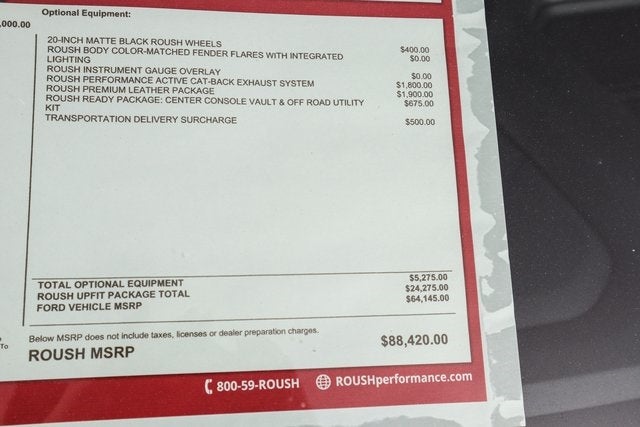 Optional Equipment:
,000.00
20-INCH MATTE BLACK ROUSH WHEELS $400.00
ROUSH BODY COLOR-MATCHED FENDER FLARES WITH INTEGRATED $0.00
LIGHTING
ROUSH INSTRUMENT GAUGE OVERLAY $0.00
ROUSH PERFORMANCE ACTIVE CAT-BACK EXHAUST SYSTEM $1,800.00
ROUSH PREMIUM LEATHER PACKAGE $1,900.00
ROUSH READY PACKAGE: CENTER CONSOLE VAULT & OFF ROAD UTILITY $675.00
KIT
TRANSPORTATION DELIVERY SURCHARGE $500.00
TOTAL OPTIONAL EQUIPMENT $5,275.00
ROUSH UPFIT PACKAGE TOTAL $24,275.00
FORD VEHICLE MSRP $64,145.00
Below MSRP does not include taxes, licenses or dealer preparation charges.
To
ROUSH MSRP $88,420.00
800-59-ROUSH ROUSHperformance.com